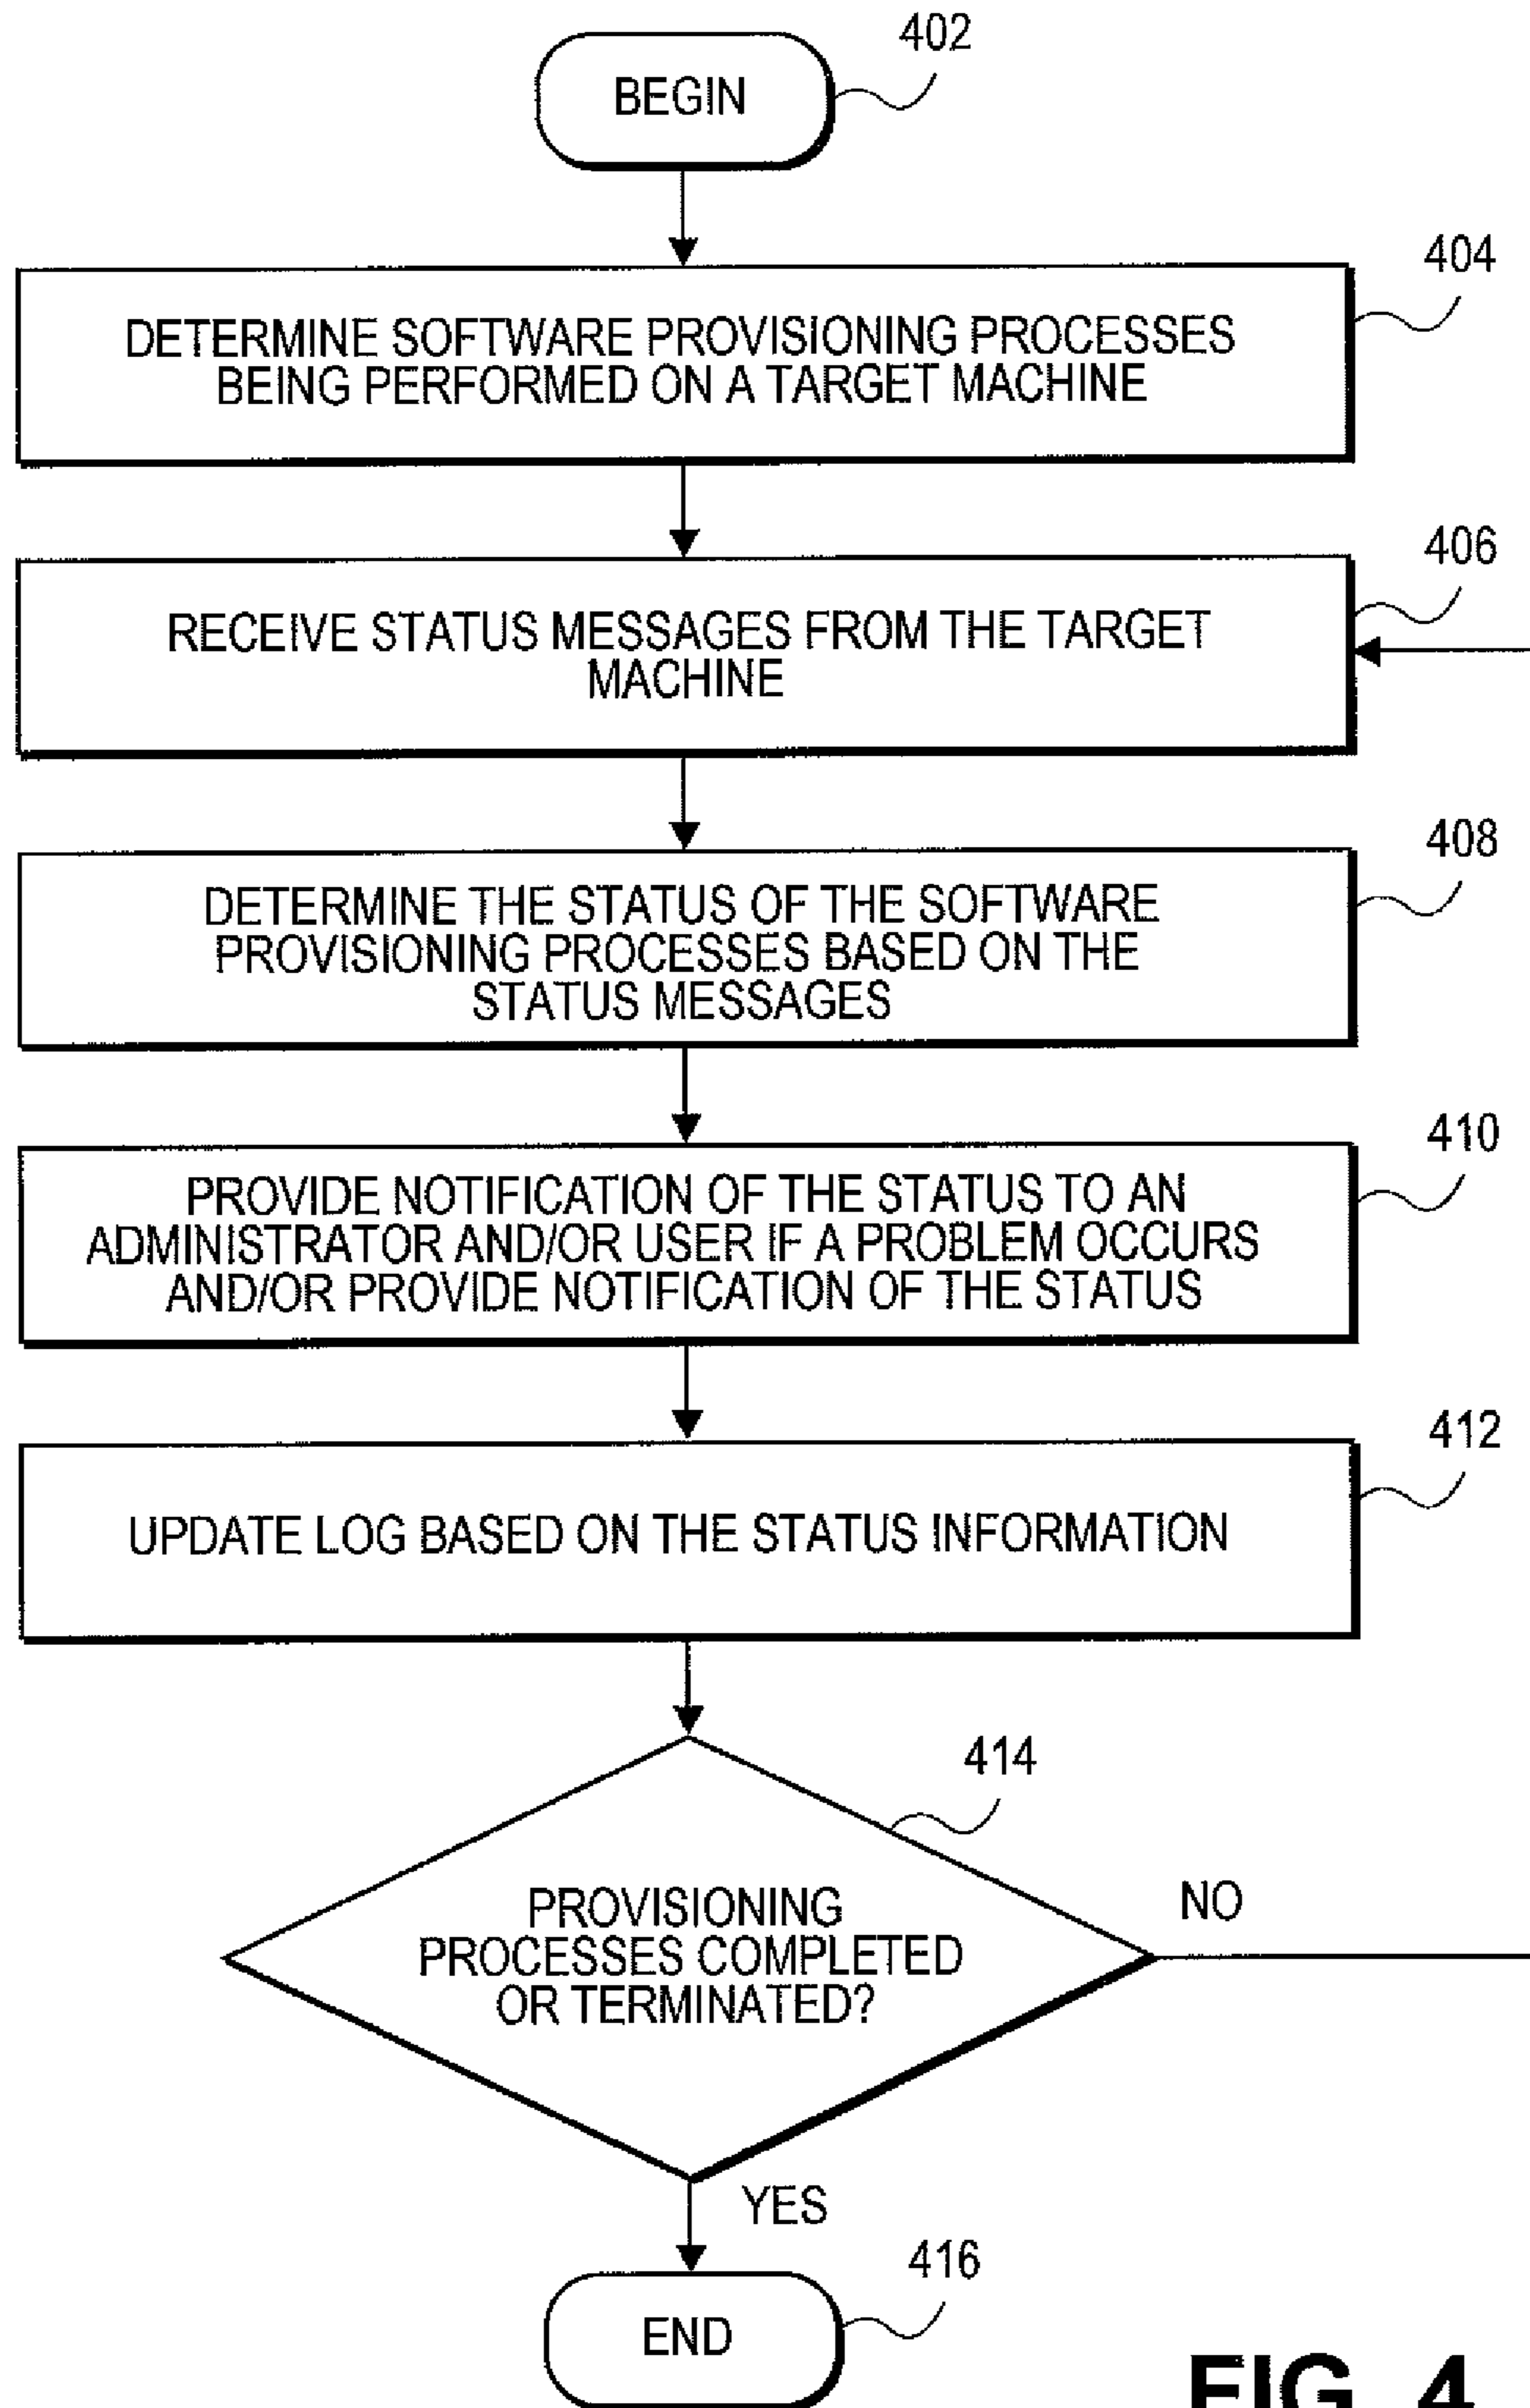 402
BEGIN
404
DETERMINE SOFTWARE PROVISIONING PROCESSES
BEING PERFORMED ON A TARGET MACHINE
406
RECEIVE STATUS MESSAGES FROM THE TARGET
MACHINE
408
DETERMINE THE STATUS OF THE SOFTWARE
PROVISIONING PROCESSES BASED ON THE
STATUS MESSAGES
410
PROVIDE NOTIFICATION OF THE STATUS TO AN
ADMINISTRATOR AND/OR USER IF A PROBLEM OCCURS
AND/OR PROVIDE NOTIFICATION OF THE STATUS
412
UPDATE LOG BASED ON THE STATUS INFORMATION
414
PROVISIONING
PROCESSES COMPLETED
OR TERMINATED?
NO
YES
416
END
FIG. 4